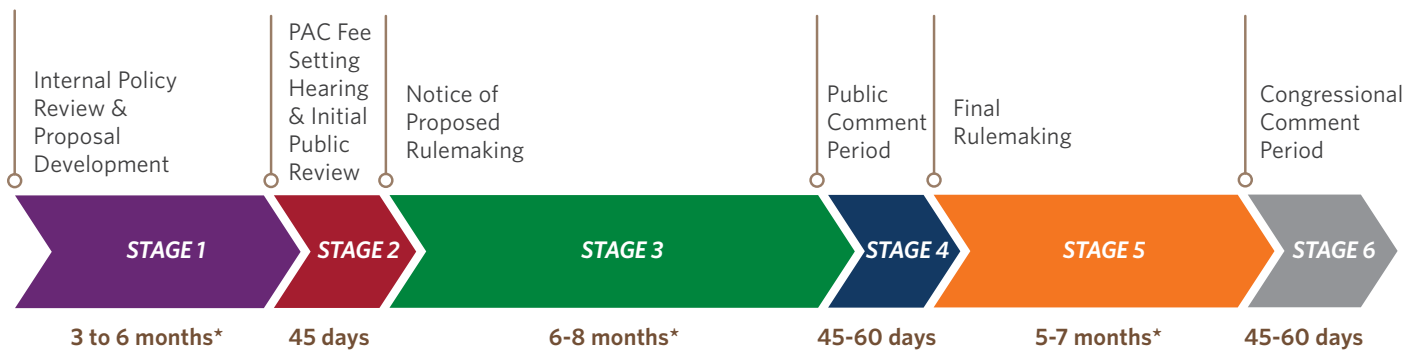 Internal Policy
Review &
Proposal
Development
PAC Fee
Setting
Hearing
& Initial
Public
Review
Notice of
Proposed
Rulemaking
Public
Comment
Period
Final
Rulemaking
Congressional
Comment
Period
STAGE 1
STAGE 2
STAGE 3
STAGE 4
STAGE 5
STAGE 6
3 to 6 months*
45 days
6-8 months*
45-60 days
5-7 months*
45-60 days